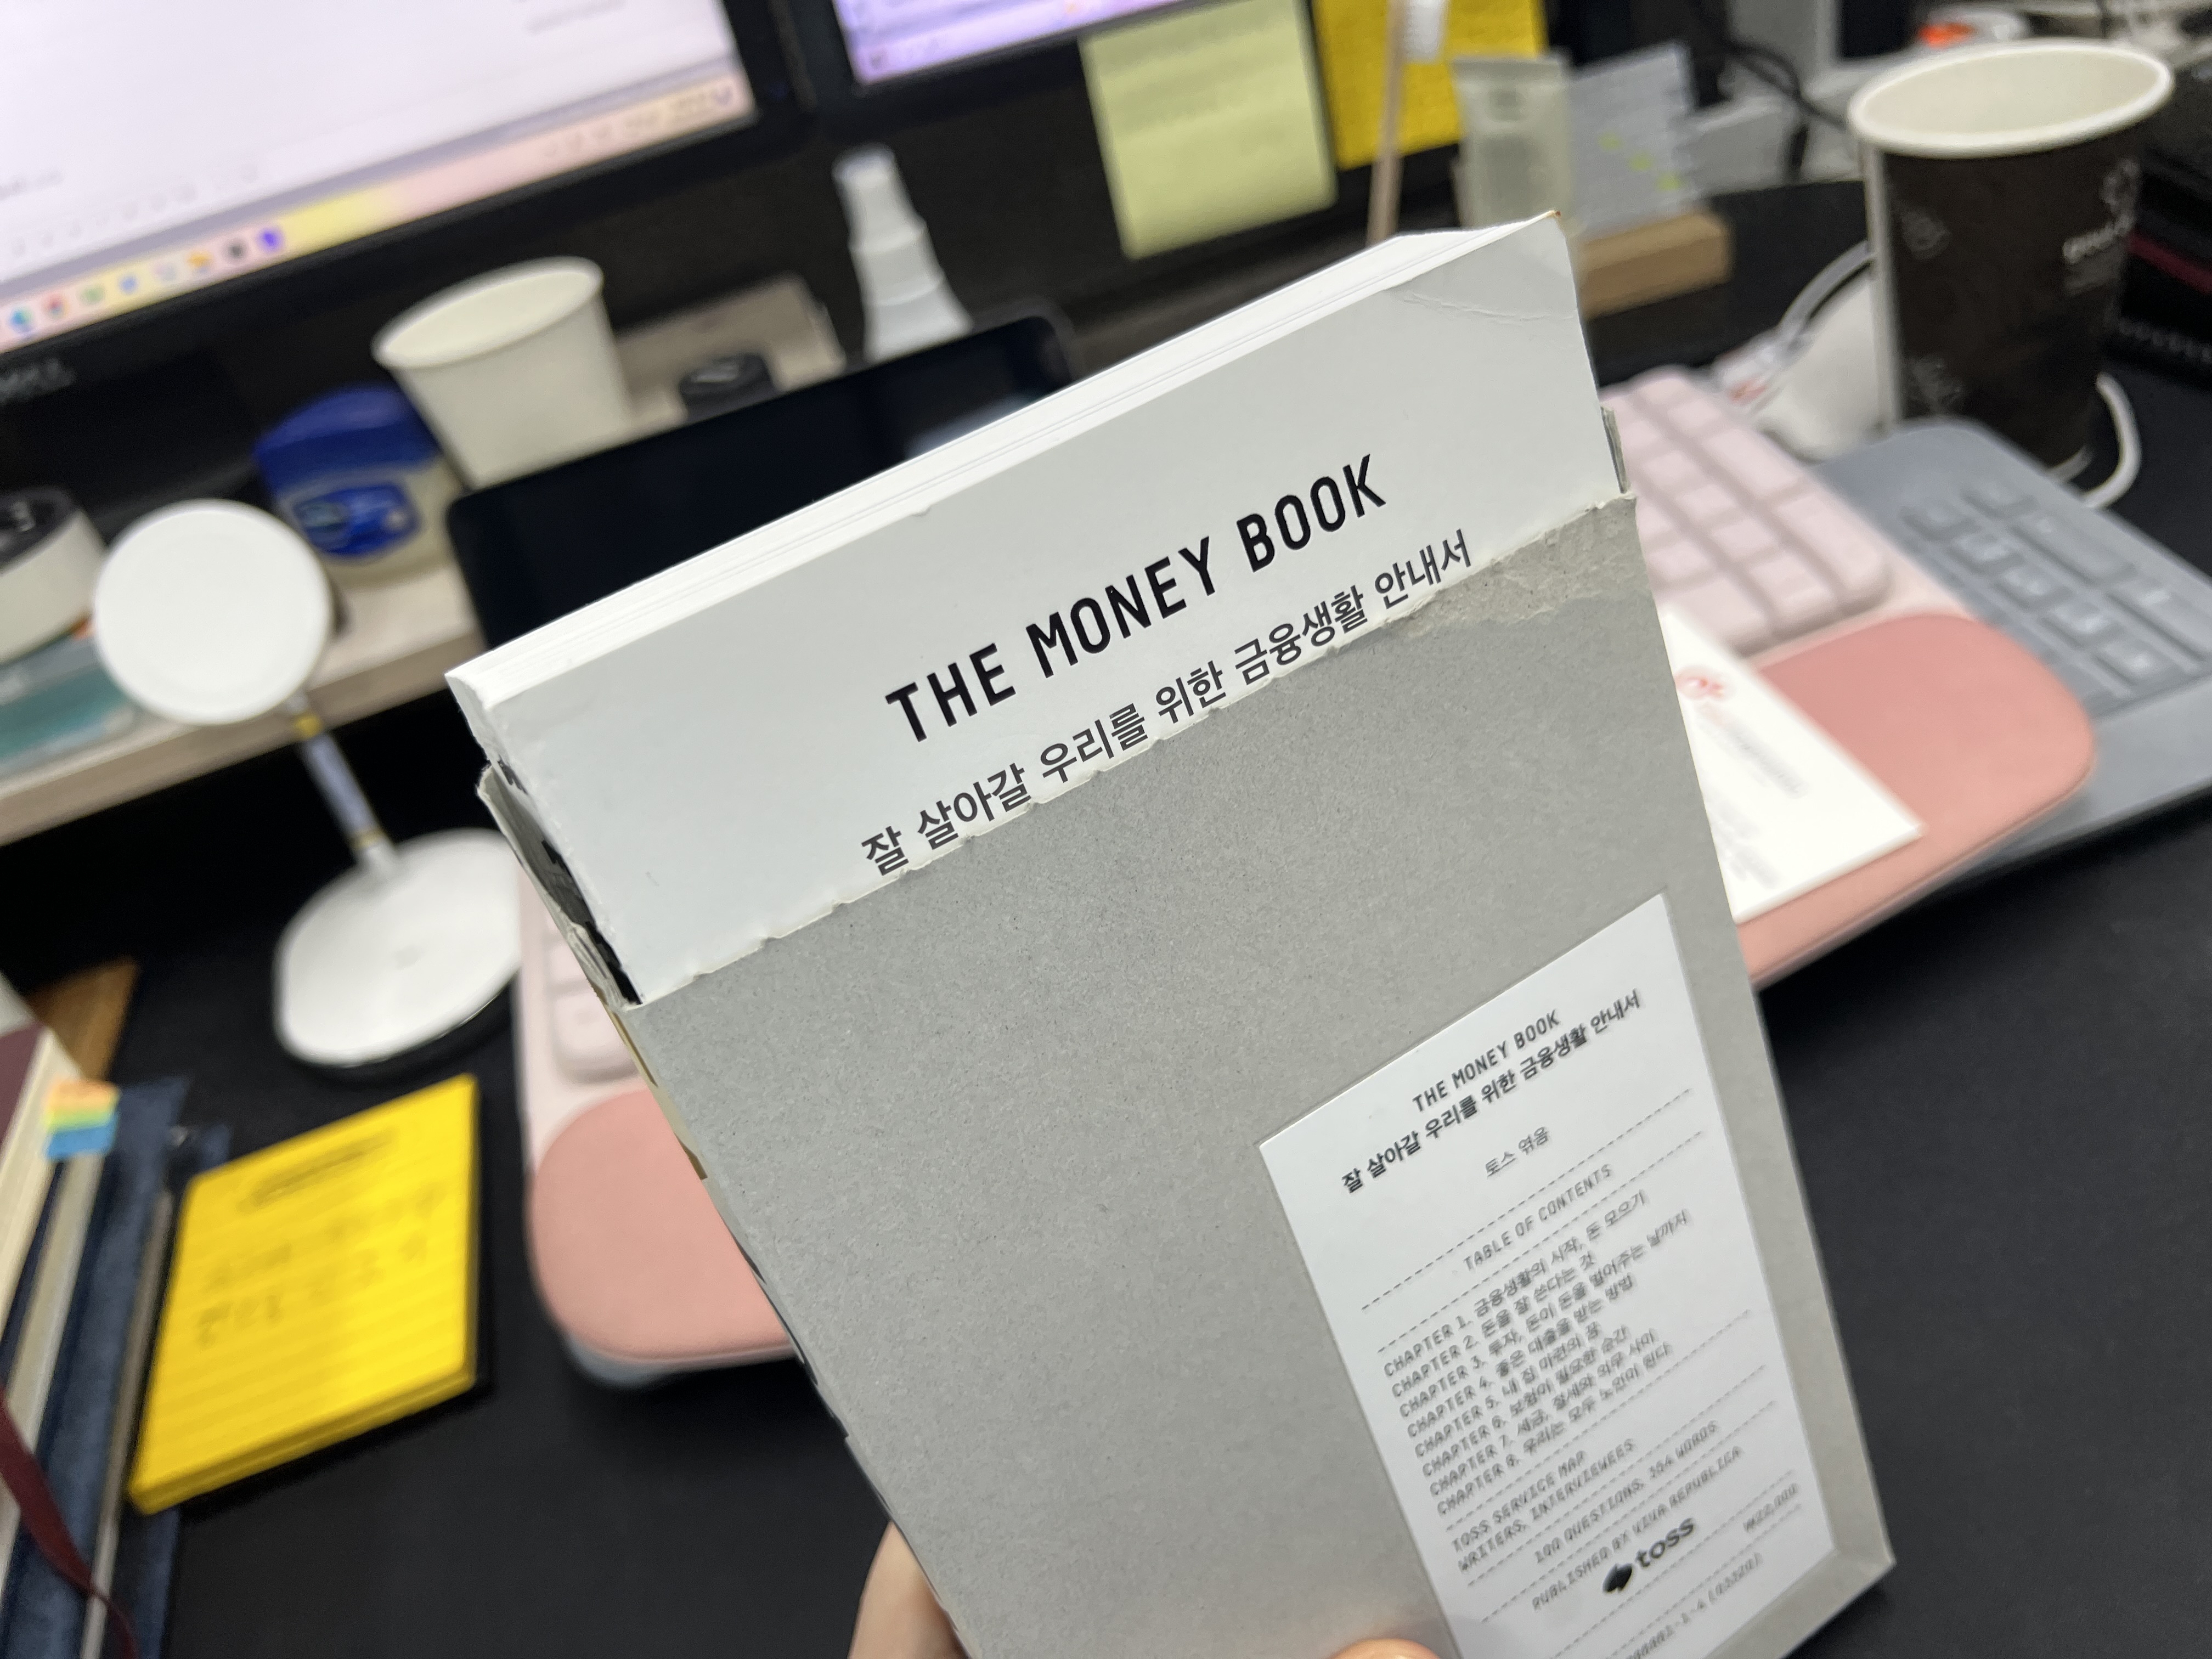 THE MONEY BOOK
잘 살아갈 우리를 위한 금융생활 안내서
THE MONEY BOOK
잘 살아갈 우리를 위한 금융생활 안내서
토스 엮음
TABLE OF CONTENTS
CHAPTER 1. 금융생활의 시작, 돈 모으기
CHAPTER 2. 돈을 잘 쓴다는 것
CHAPTER 3. 투자, 돈이 돈을 벌어주는 날까지
CHAPTER 4. 좋은 대출을 받는 방법
CHAPTER 5. 내 집 마련의 꿈
CHAPTER 6. 보험이 필요한 순간
CHAPTER 7. 세금, 절세와 의무 사이
CHAPTER 8. 우리는 모두 노인이 된다
TOSS SERVICE MAP
WRITERS, INTERVIEWEES
100 QUESTIONS, WORDS
PUBLISHED BY VIVA REPUBLICA
toss
₩22,000